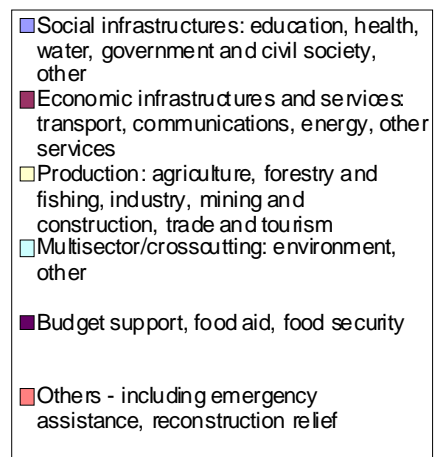 Social infrastructures: education, health,
water, government and civil society,
other
Economic infrastructures and services:
transport, communications, energy, other
services
Production: agriculture, forestry and
fishing, industry, mining and
construction, trade and tourism
Multisector/crosscutting: environment,
other
Budget support, food aid, food security
Others - including emergency
assistance, reconstruction relief